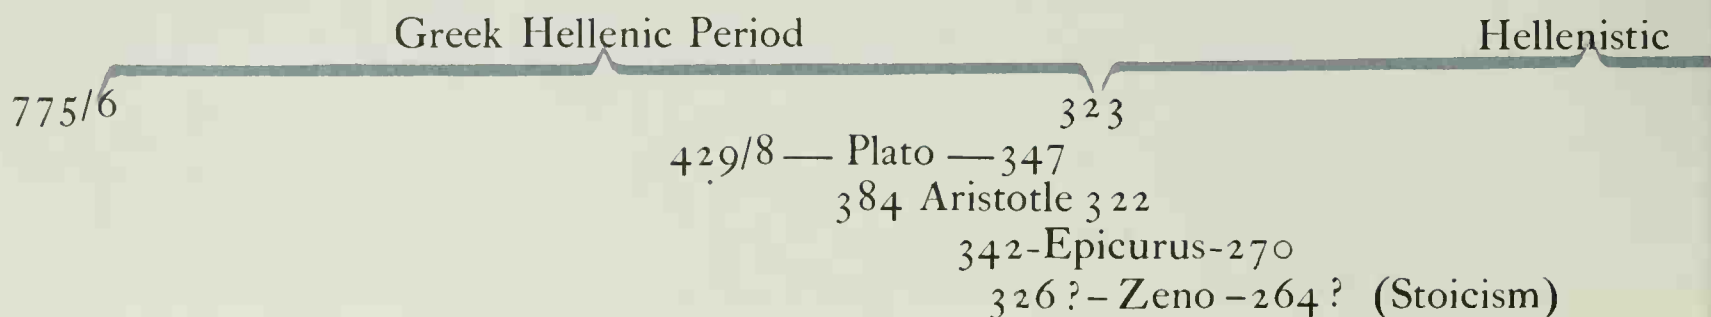 Greek Hellenic Period Hellenistic
775/6 323
429/8 — Plato — 347
384 Aristotle 322
342-Epicurus-270
326?–Zeno–264? (Stoicism)